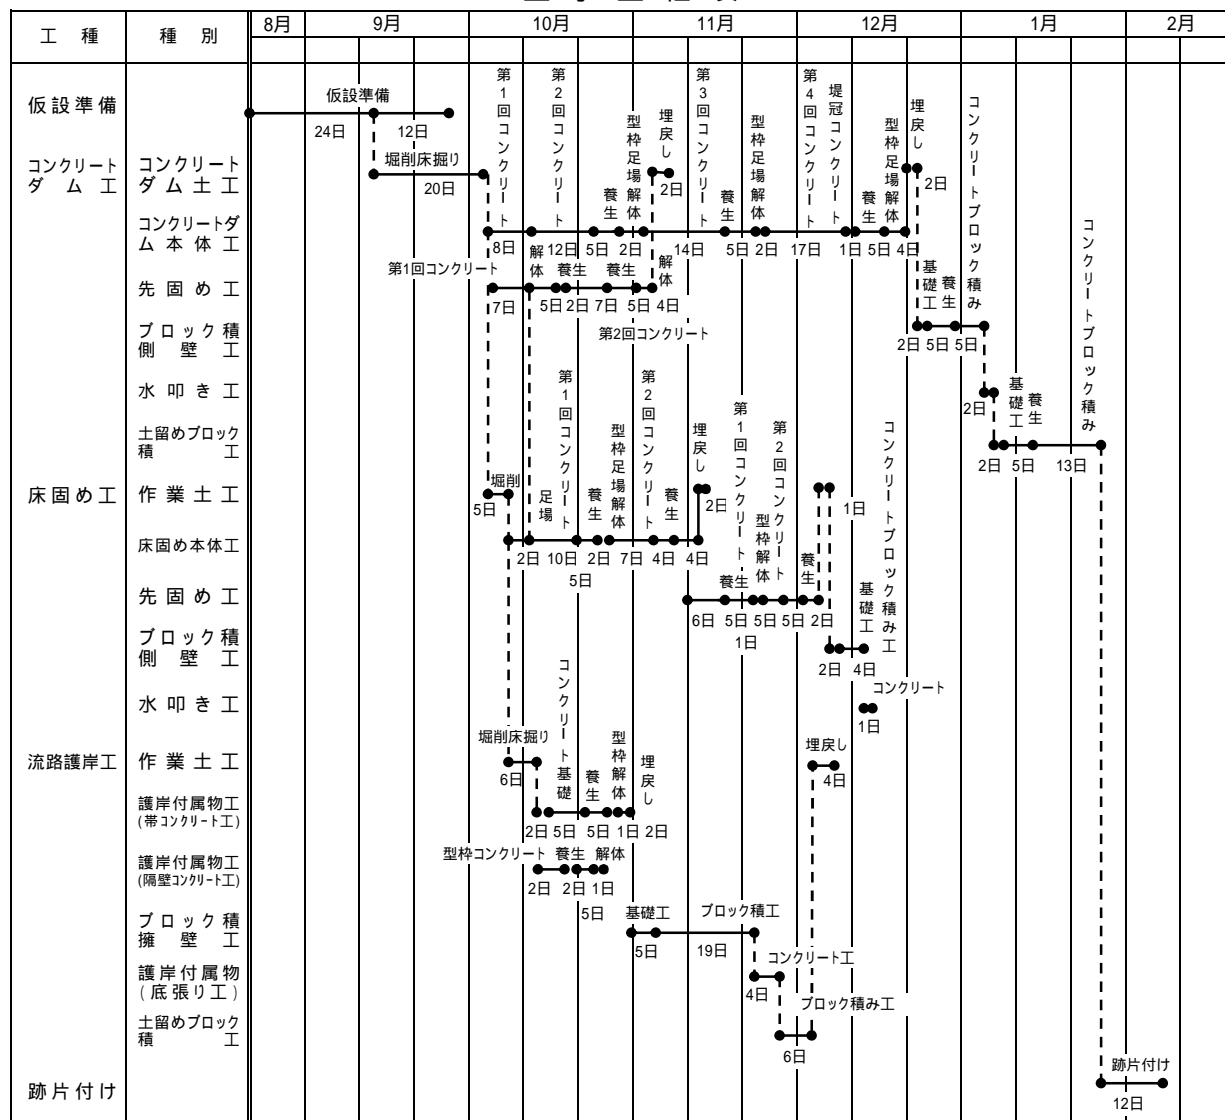 工 種
種 別
8月
9月
10月
11月
12月
1月
2月
仮設準備
仮設準備
24日
12日
第1回コンクリート
第2回コンクリート
型枠足場解体
埋戻し
第3回コンクリート
型枠足場解体
第4回コンクリート
堤冠コンクリート
型枠足場解体
埋戻し
コンクリートブロック積み
コンクリート
ダム工
コンクリート
ダム土工
堀削床掘り
20日
2日
2日
コンクリートダ
ム本体工
養生
養生
養生
8日
12日
5日
2日
14日
5日
2日
17日
1日
5日
4日
コンクリートブロック積み
先固め工
第1回コンクリート
解体
養生
養生
解体
7日
5日
2日
7日
5日
4日
第2回コンクリート
ブロック積
側壁工
基礎工
養生
2日
5日
5日
水叩き工
2日
土留めブロック
積工
基礎工
養生
2日
5日
13日
床固め工
作業土工
堀削
5日
埋戻し
2日
1日
床固め本体工
足場
第1回コンクリート
養生
型枠足場解体
第2回コンクリート
養生
2日
10日
5日
7日
4日
4日
先固め工
第1回コンクリート
養生
型枠解体
第2回コンクリート
養生
6日
5日
1日
5日
5日
2日
ブロック積
側壁工
基礎工
コンクリートブロック積み工
2日
4日
水叩き工
コンクリート
1日
流路護岸工
作業土工
堀削床掘り
6日
埋戻し
4日
護岸付属物工
(帯コンクリート工)
コンクリート基礎
養生
型枠解体
埋戻し
2日
5日
5日
1日
2日
護岸付属物工
(隔壁コンクリート工)
型枠コンクリート
養生
解体
2日
2日
1日
5日
ブロック積
擁壁工
基礎工
ブロック積工
5日
19日
護岸付属物
(底張り工)
コンクリート工
4日
土留めブロック
積工
ブロック積み工
6日
跡片付け
跡片付け
12日